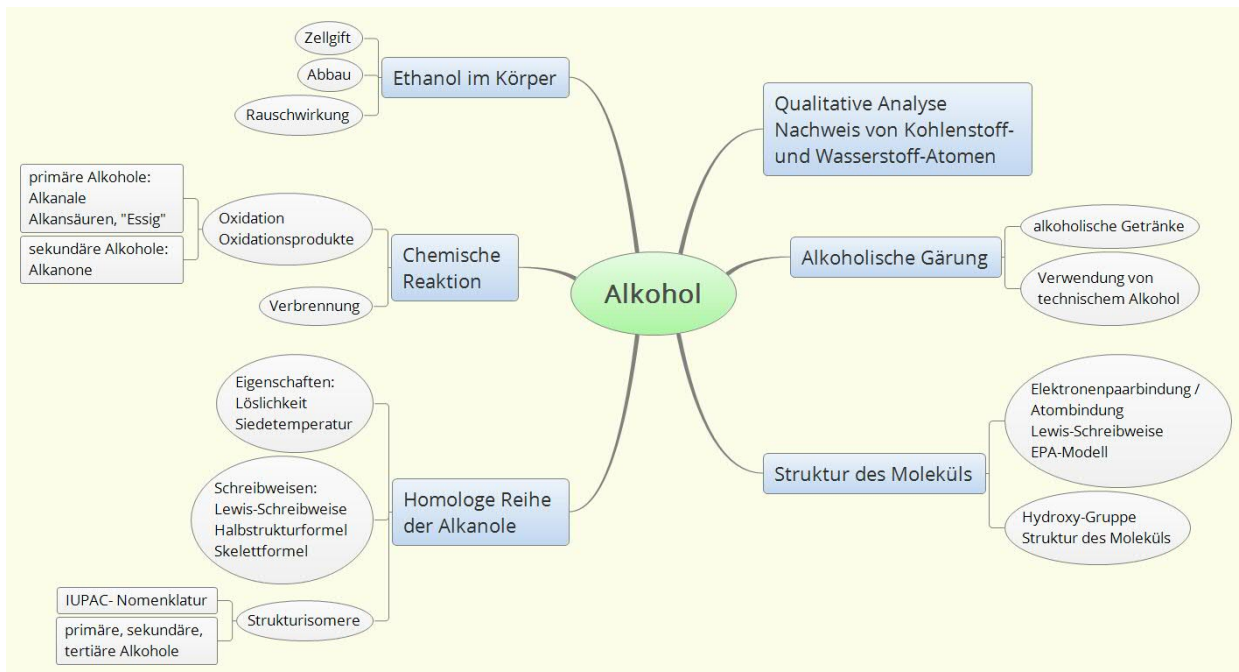 Alkohol
Qualitative Analyse
Nachweis von Kohlenstoff-
und Wasserstoff-Atomen
Alkoholische Gärung
alkoholische Getränke
Verwendung von
technischem Alkohol
Struktur des Moleküls
Elektronenpaarbindung /
Atombindung
Lewis-Schreibweise
EPA-Modell
Hydroxy-Gruppe
Struktur des Moleküls
Ethanol im Körper
Zellgift
Abbau
Rauschwirkung
Chemische
Reaktion
Oxidation
Oxidationsprodukte
primäre Alkohole:
Alkanale
Alkansäuren, "Essig"
sekundäre Alkohole:
Alkanone
Verbrennung
Homologe Reihe
der Alkanole
Eigenschaften:
Löslichkeit
Siedetemperatur
Schreibweisen:
Lewis-Schreibweise
Halbstrukturformel
Skelettformel
Strukturisomere
IUPAC- Nomenklatur
primäre, sekundäre,
tertiäre Alkohole